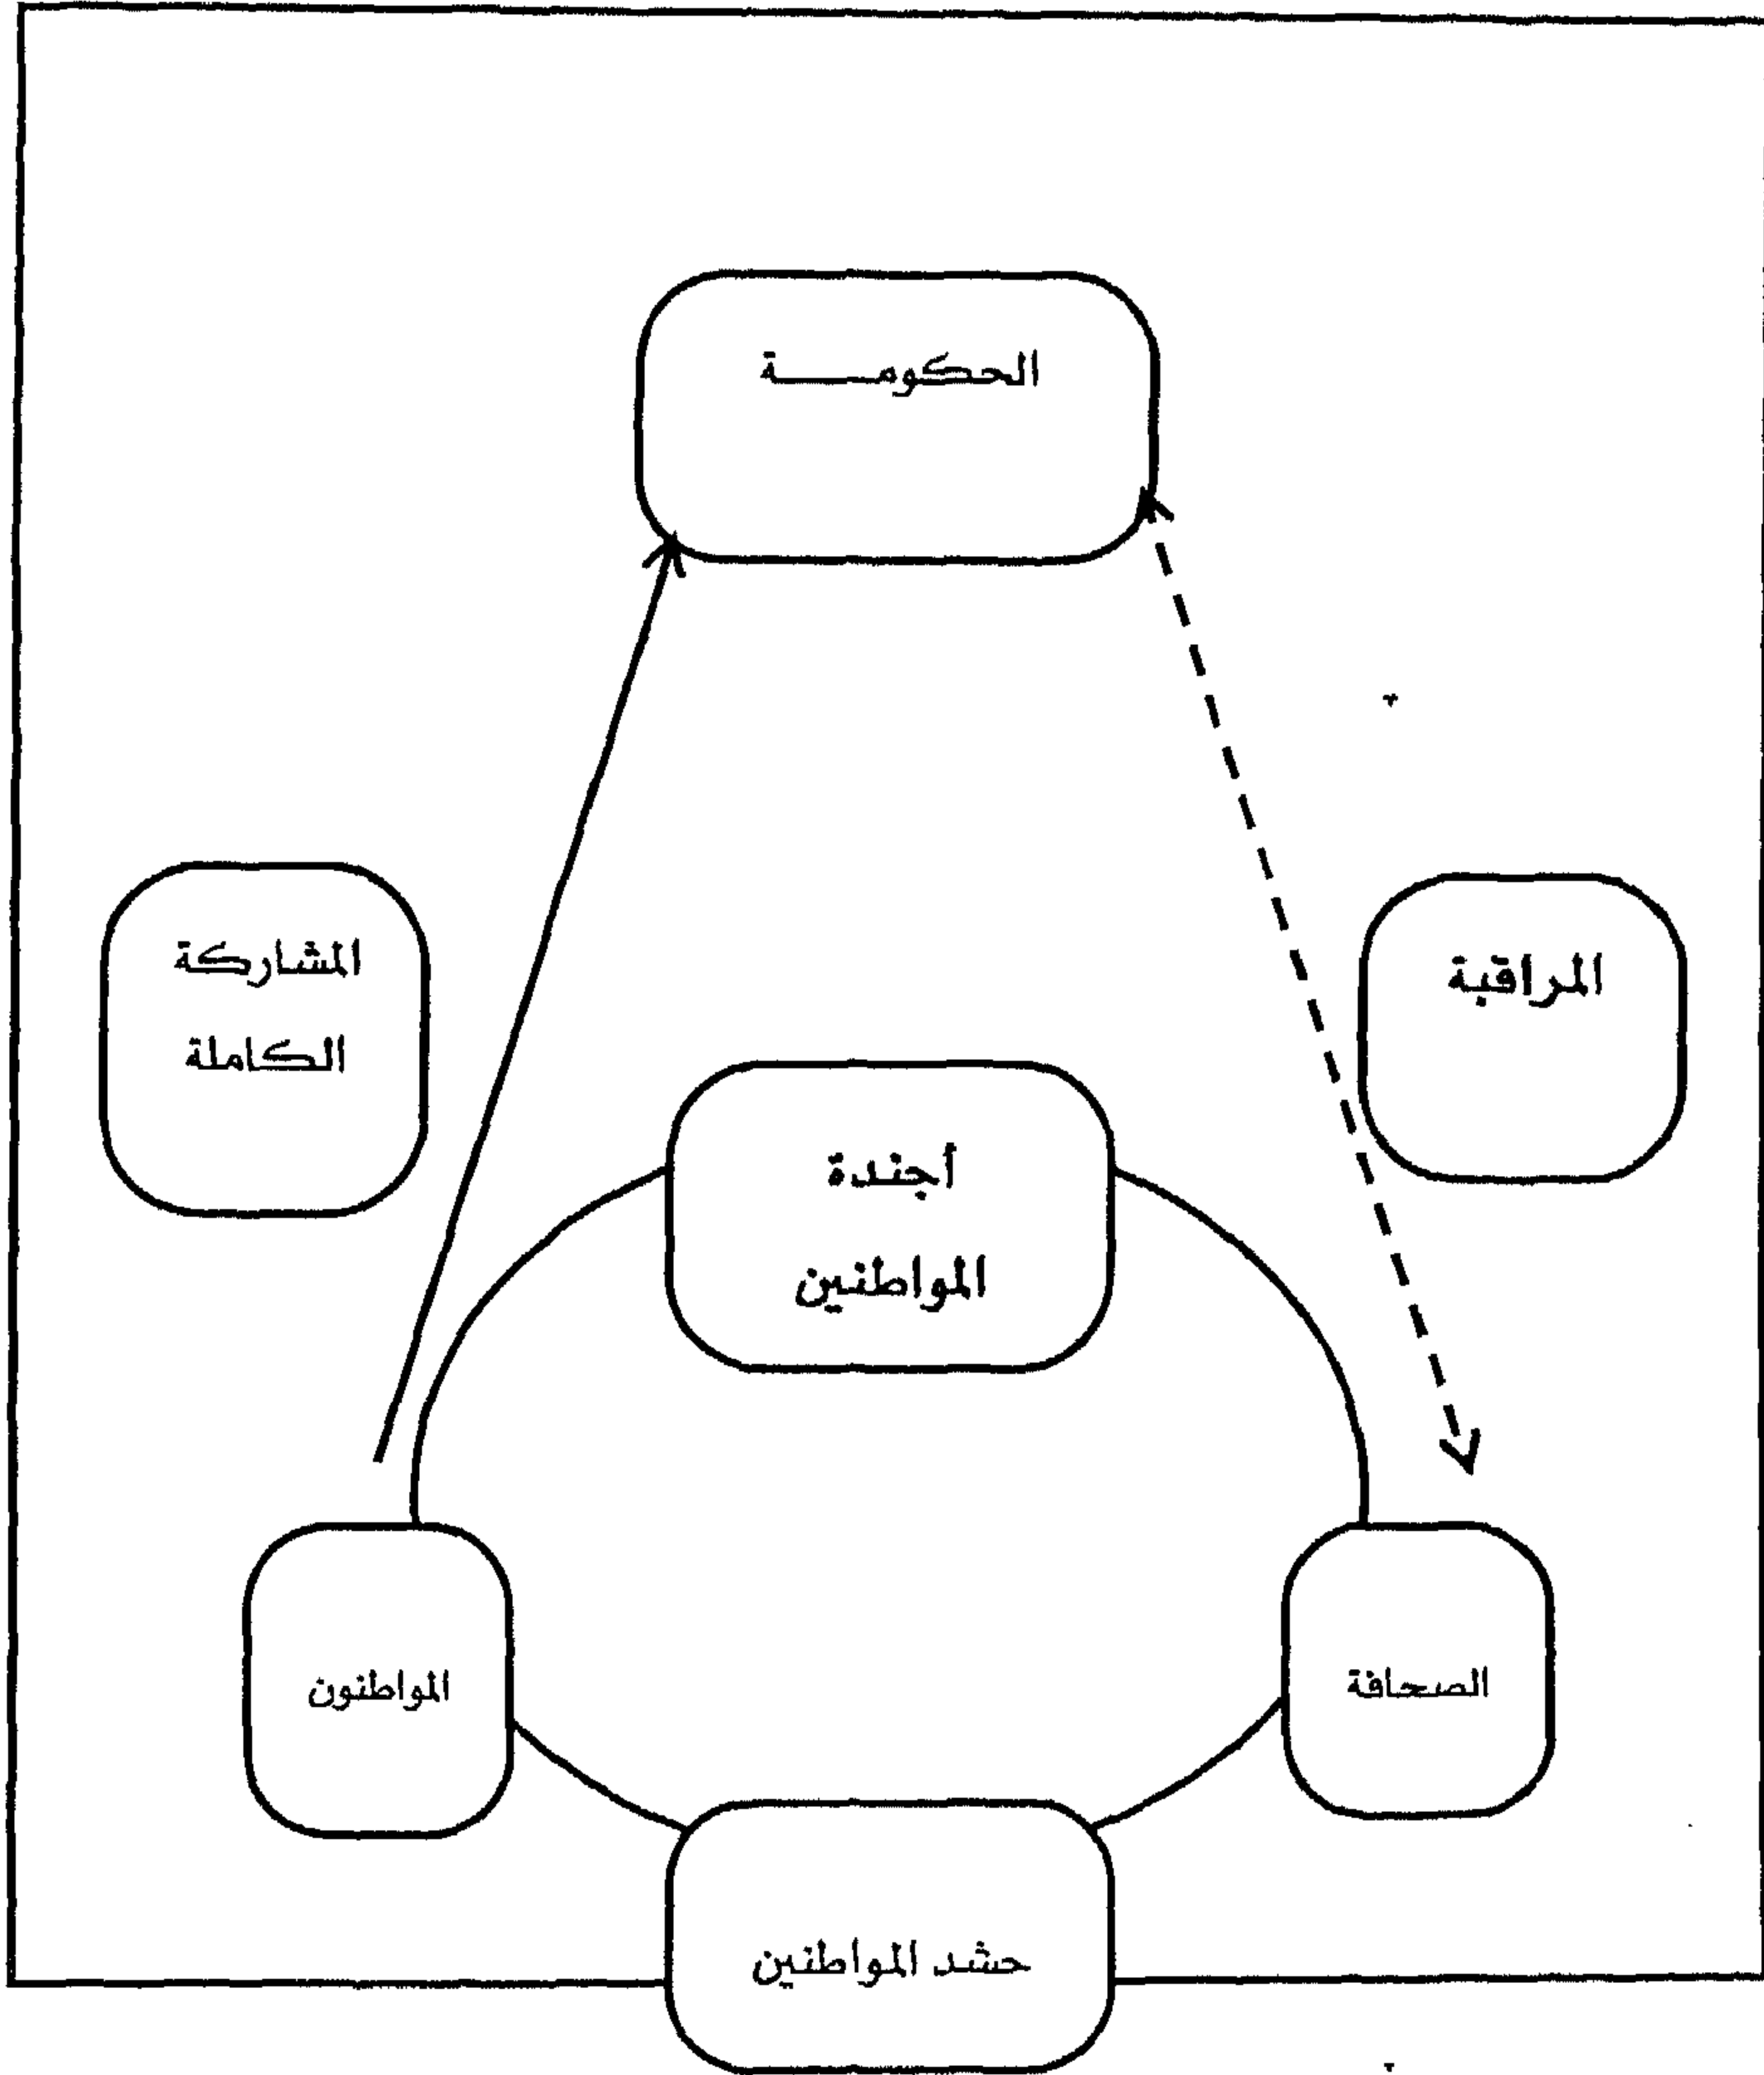 الحكومـــــة
المشاركة
الكاملة
المراقبة
أجندة
المواطنين
المواطنون
الصحافة
حشد المواطنين